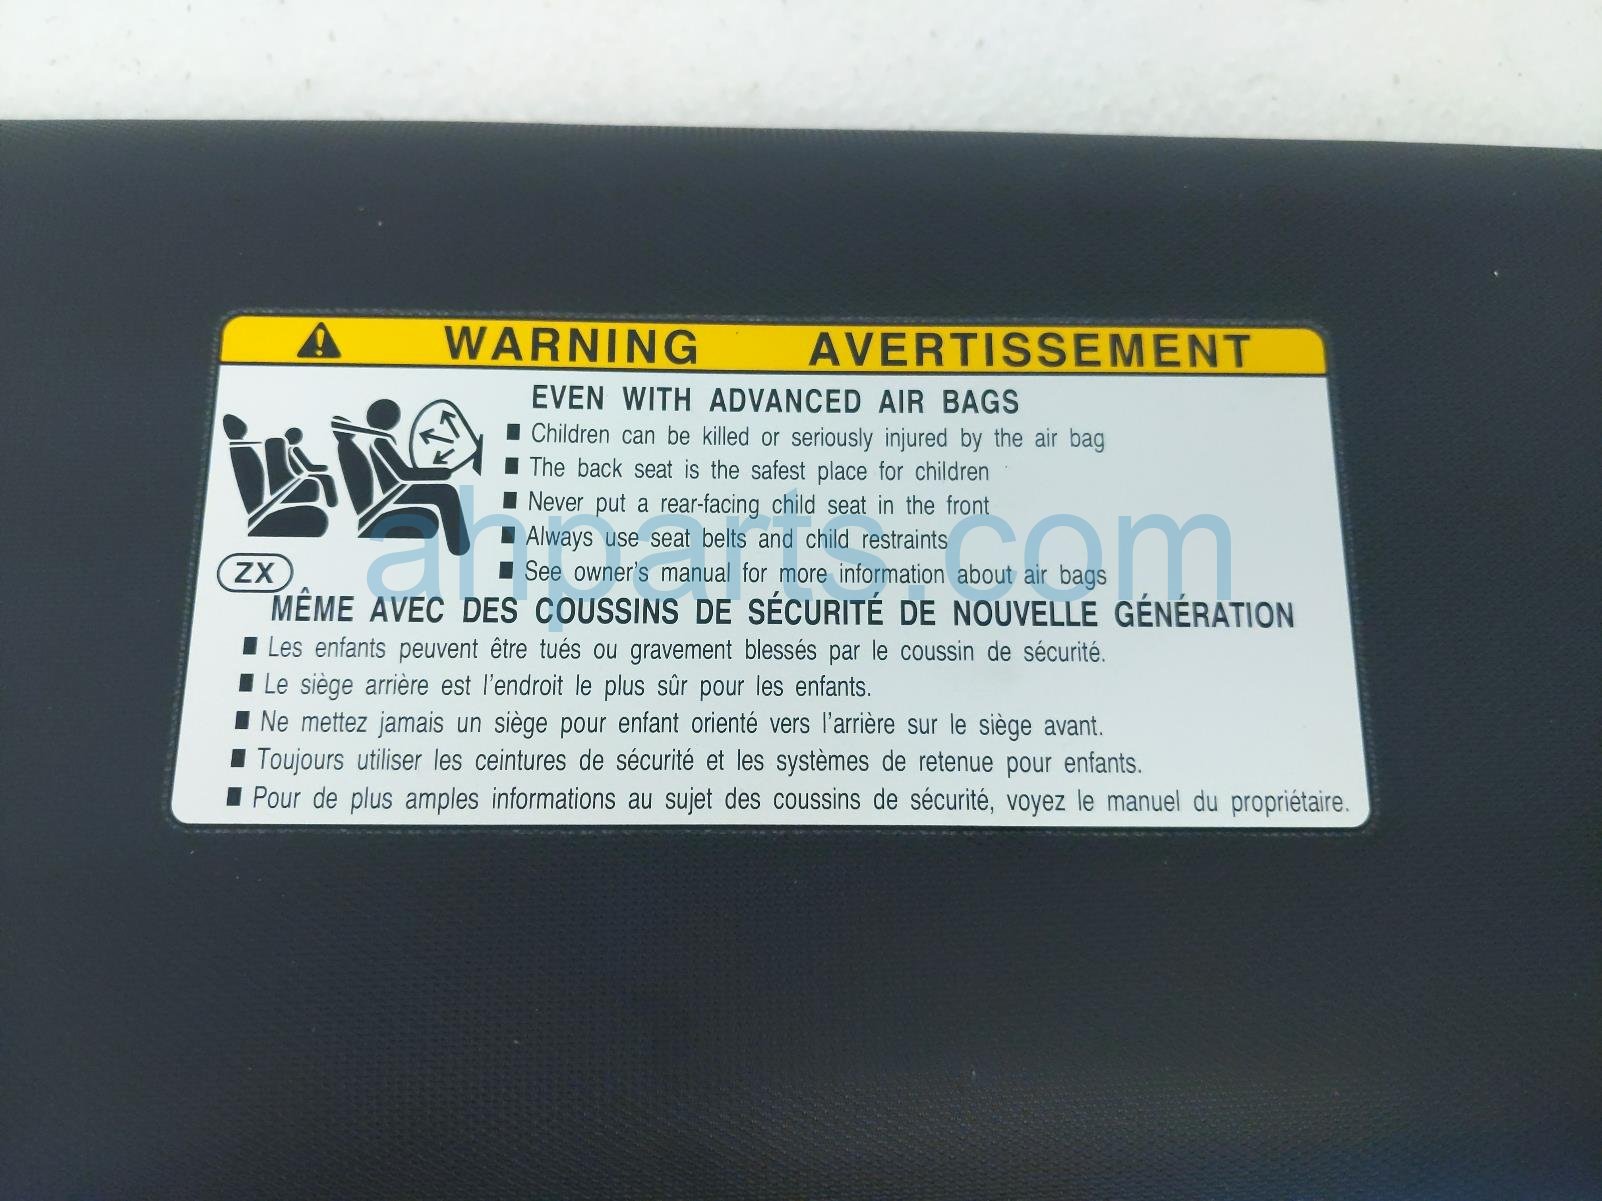 WARNING AVERTISSEMENT
EVEN WITH ADVANCED AIR BAGS
■ Children can be killed or seriously injured by the air bag
■ The back seat is the safest place for children
■ Never put a rear-facing child seat in the front
■ Always use seat belts and child restraints
■ See owner's manual for more information about air bags
ZX
MÊME AVEC DES COUSSINS DE SÉCURITÉ DE NOUVELLE GÉNÉRATION
■ Les enfants peuvent être tués ou gravement blessés par le coussin de sécurité.
■ Le siège arrière est l'endroit le plus sûr pour les enfants.
■ Ne mettez jamais un siège pour enfant orienté vers l'arrière sur le siège avant.
■ Toujours utiliser les ceintures de sécurité et les systèmes de retenue pour enfants.
■ Pour de plus amples informations au sujet des coussins de sécurité, voyez le manuel du propriétaire.
ahparts.com